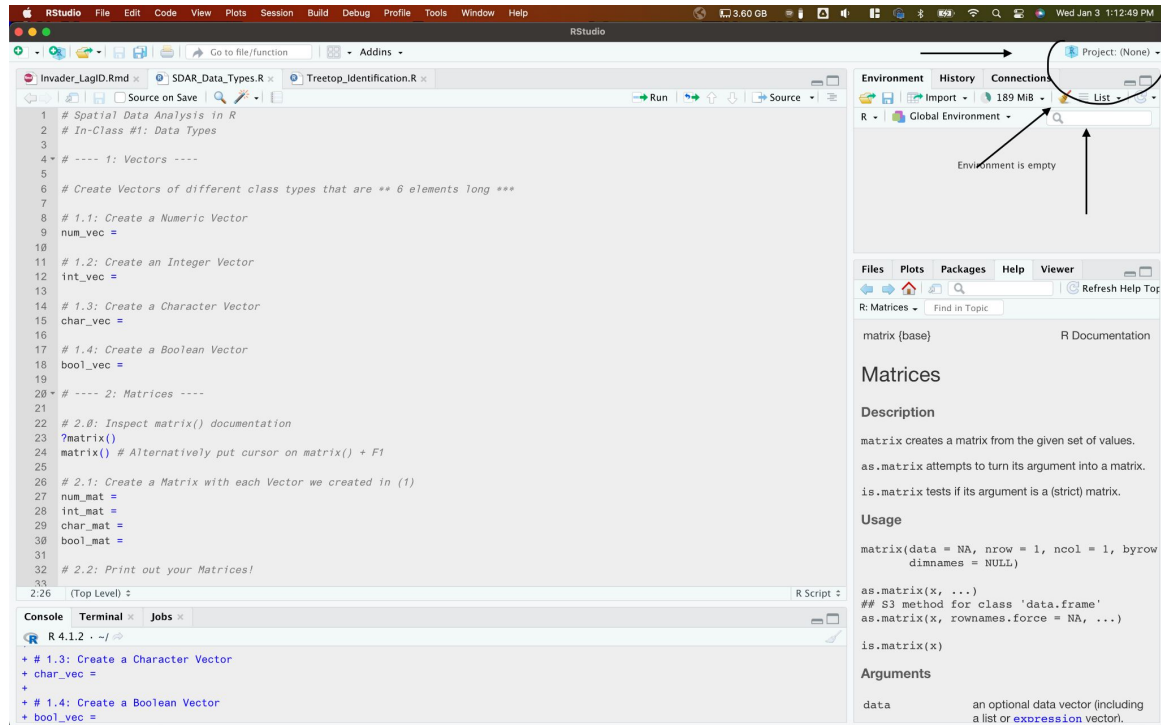 RStudio File Edit Code View Plots Session Build Debug Profile Tools Window Help 3.60 GB Wed Jan 3 1:12:49 PM
RStudio
Go to file/function Addins Project: (None)
Invader_LagID.Rmd SDAR_Data_Types.R Treetop_Identification.R
Source on Save Run Source
1 # Spatial Data Analysis in R
2 # In-Class #1: Data Types
3
4 # ---- 1: Vectors ----
5
6 # Create Vectors of different class types that are ** 6 elements long ***
7
8 # 1.1: Create a Numeric Vector
9 num_vec =
10
11 # 1.2: Create an Integer Vector
12 int_vec =
13
14 # 1.3: Create a Character Vector
15 char_vec =
16
17 # 1.4: Create a Boolean Vector
18 bool_vec =
19
20 # ---- 2: Matrices ----
21
22 # 2.0: Inspect matrix() documentation
23 ?matrix()
24 matrix() # Alternatively put cursor on matrix() + F1
25
26 # 2.1: Create a Matrix with each Vector we created in (1)
27 num_mat =
28 int_mat =
29 char_mat =
30 bool_mat =
31
32 # 2.2: Print out your Matrices!
33
2:26 (Top Level) R Script
Console Terminal Jobs
R 4.1.2 · ~/
+ # 1.3: Create a Character Vector
+ char_vec =
+
+ # 1.4: Create a Boolean Vector
+ bool_vec =
Environment History Connections
Import 189 MiB List
R Global Environment
Environment is empty
Files Plots Packages Help Viewer
Refresh Help Top
R: Matrices Find in Topic
matrix {base} R Documentation
Matrices
Description
matrix creates a matrix from the given set of values.
as.matrix attempts to turn its argument into a matrix.
is.matrix tests if its argument is a (strict) matrix.
Usage
matrix(data = NA, nrow = 1, ncol = 1, byrow
dimnames = NULL)
as.matrix(x, ...)
## S3 method for class 'data.frame'
as.matrix(x, rownames.force = NA, ...)
is.matrix(x)
Arguments
data an optional data vector (including
a list or expression vector).